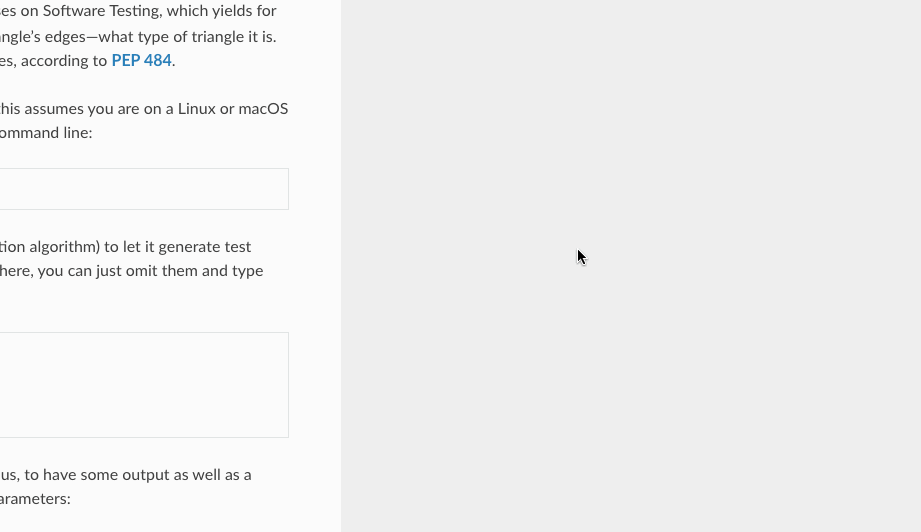 es on Software Testing, which yields for
angle's edges—what type of triangle it is.
es, according to PEP 484.
this assumes you are on a Linux or macOS
ommand line:
tion algorithm) to let it generate test
here, you can just omit them and type
us, to have some output as well as a
arameters: